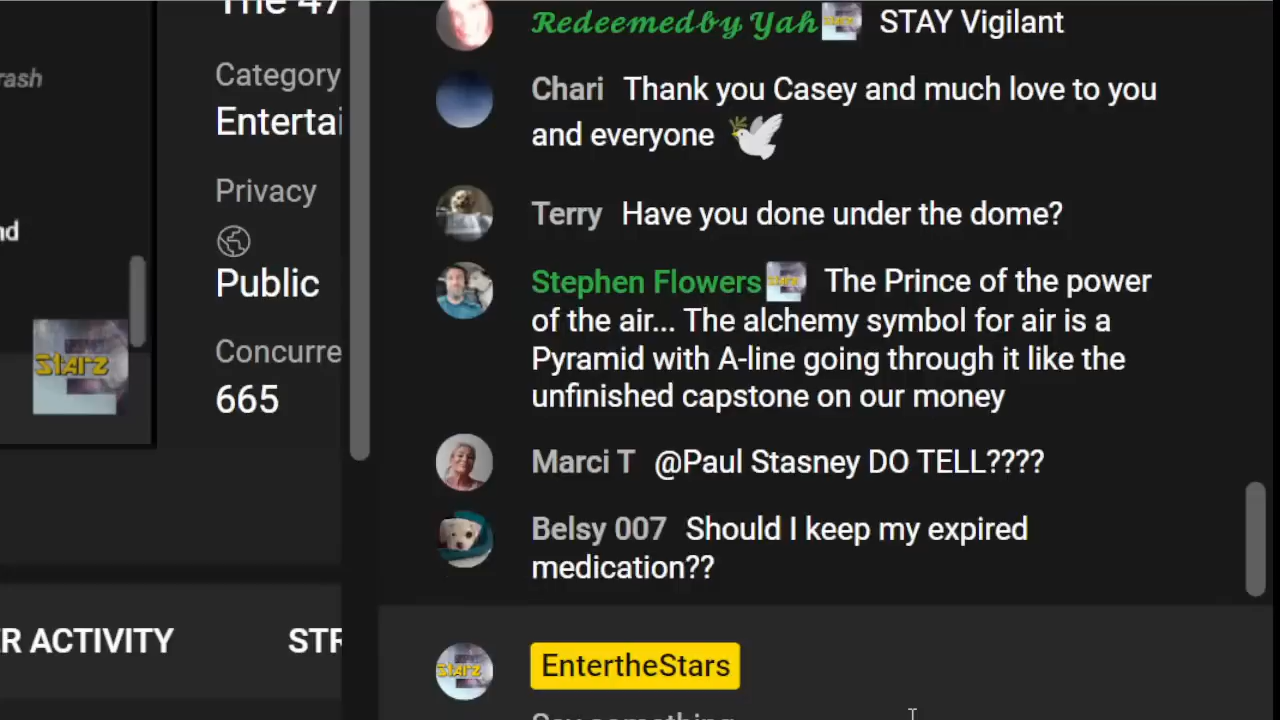 The 47
rash
Category
Entertai
Privacy
nd
Public
Concurre
Starz
665
ER ACTIVITY
STR
Redeemed by Yah STAY Vigilant
Chari Thank you Casey and much love to you
and everyone
Terry Have you done under the dome?
Stephen Flowers The Prince of the power
of the air... The alchemy symbol for air is a
Pyramid with A-line going through it like the
unfinished capstone on our money
Marci T @Paul Stasney DO TELL????
Belsy 007 Should I keep my expired
medication??
EntertheStars
Say something